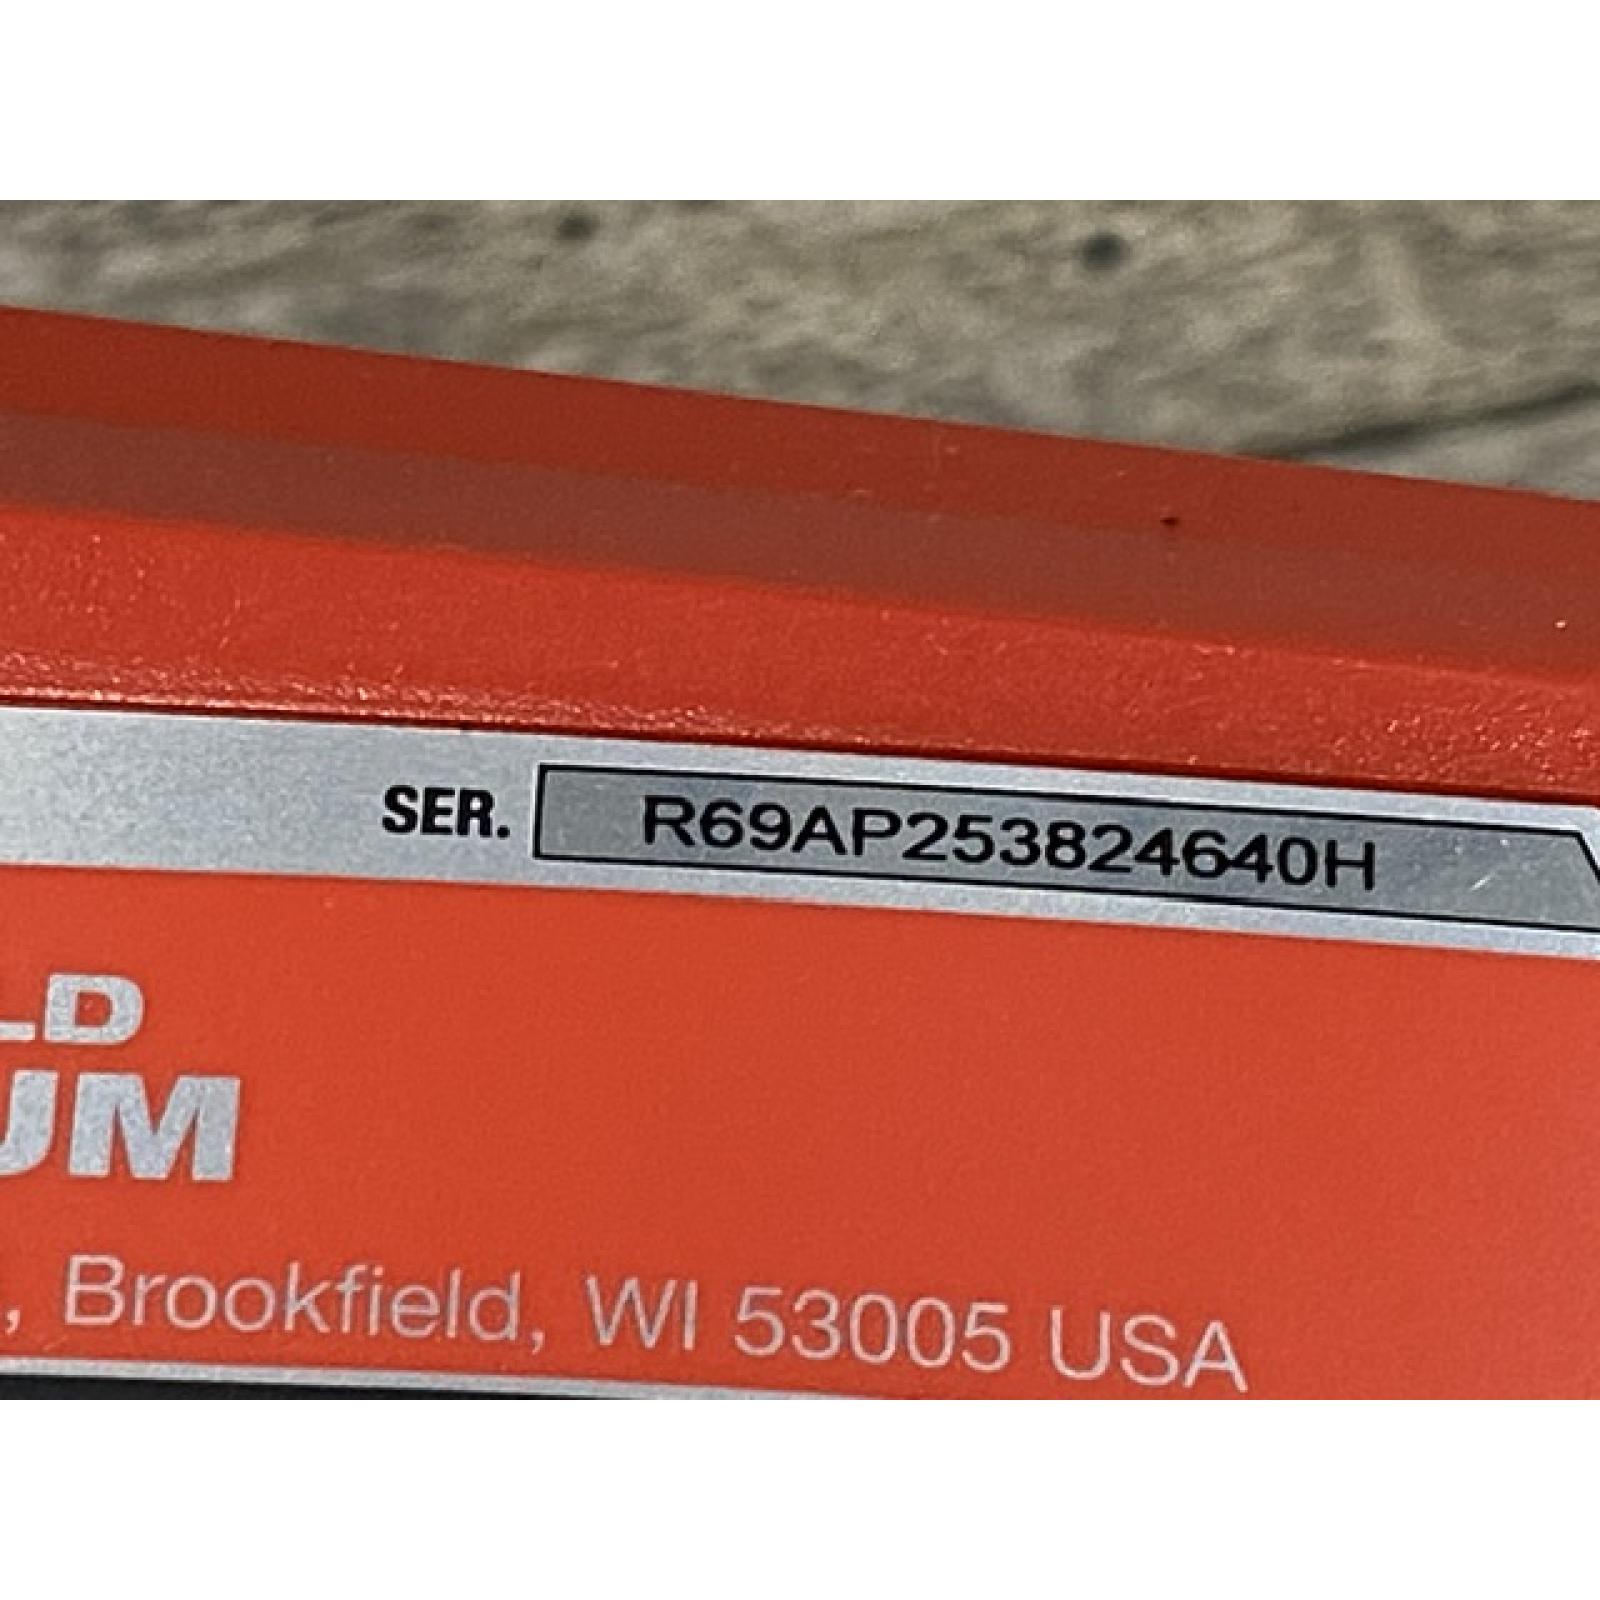 SER. R69AP253824640H
LD
UM
, Brookfield, WI 53005 USA